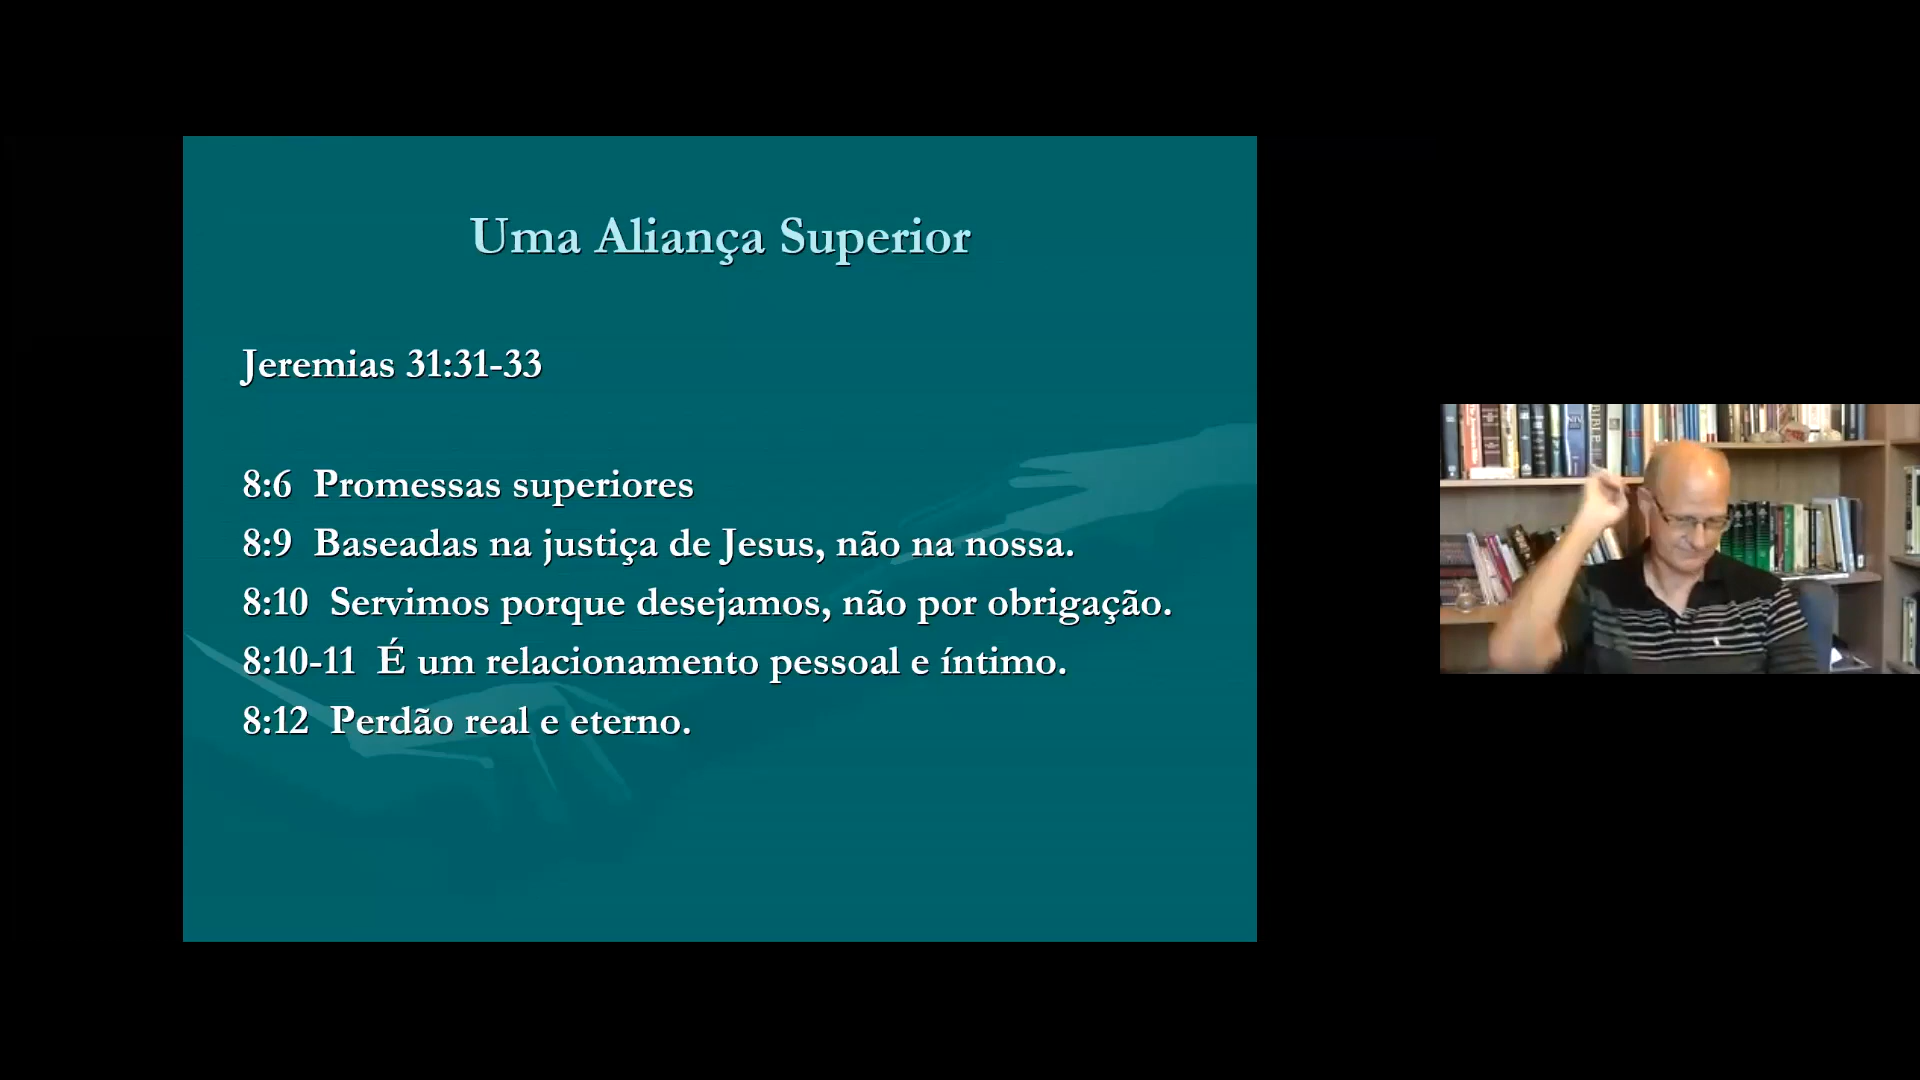 Uma Aliança Superior
Jeremias 31:31-33
8:6 Promessas superiores
8:9 Baseadas na justiça de Jesus, não na nossa.
8:10 Servimos porque desejamos, não por obrigação.
8:10-11 É um relacionamento pessoal e íntimo.
8:12 Perdão real e eterno.
NIV
BIBLE